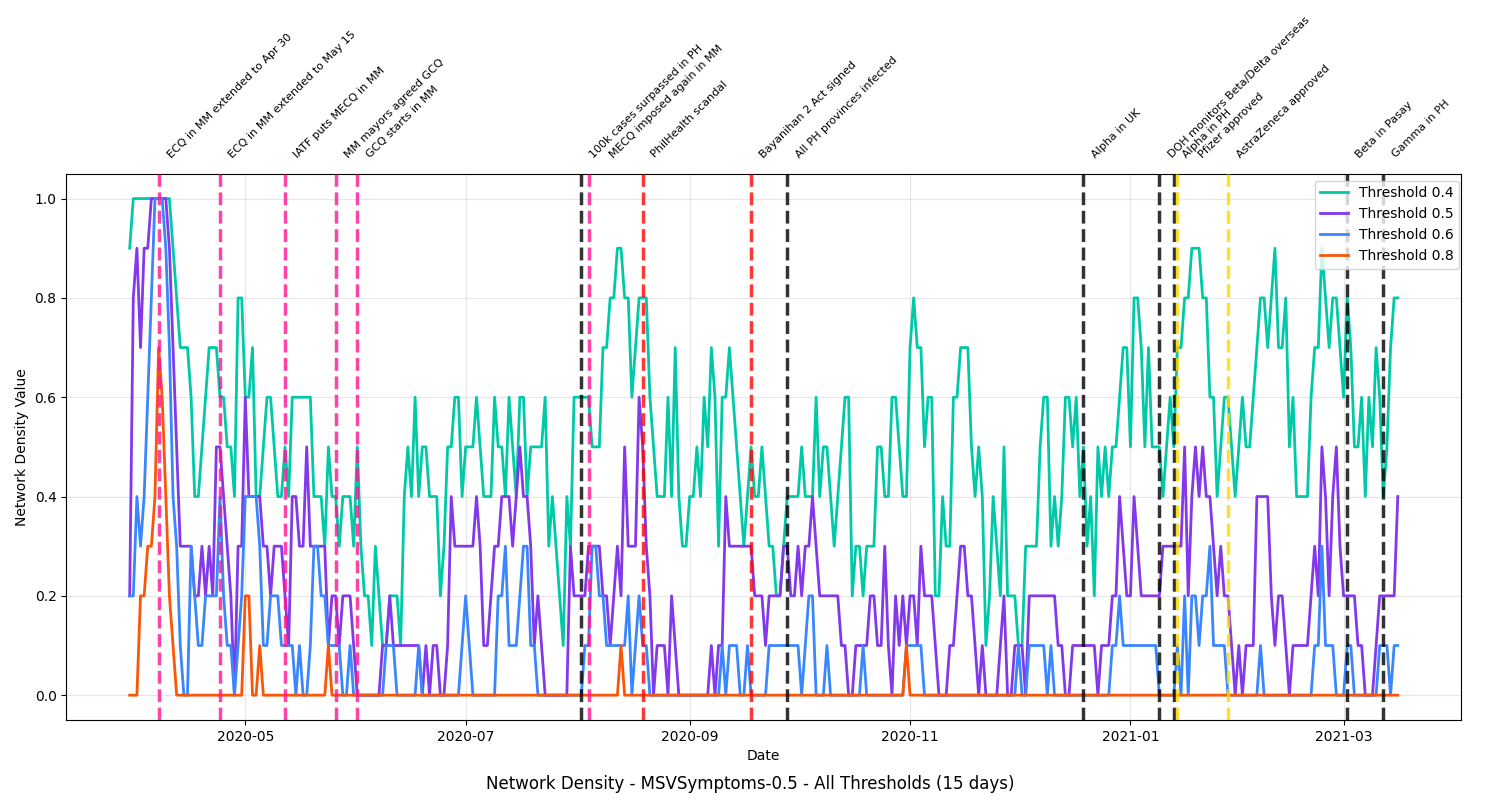 ECQ in MM extended to Apr 30
ECQ in MM extended to May 15
IATF puts MECQ in MM
MM mayors agreed GCQ
GCQ starts in MM
100k cases surpassed in PH
MECQ imposed again in MM
PhilHealth scandal
Bayanihan 2 Act signed
All PH provinces infected
Alpha in UK
DOH monitors Beta/Delta overseas
Alpha in PH
Pfizer approved
AstraZeneca approved
Beta in Pasay
Gamma in PH
Threshold 0.4
Threshold 0.5
Threshold 0.6
Threshold 0.8
Network Density Value
1.0
0.8
0.6
0.4
0.2
0.0
2020-05
2020-07
2020-09
2020-11
2021-01
2021-03
Date
Network Density - MSVSymptoms-0.5 - All Thresholds (15 days)